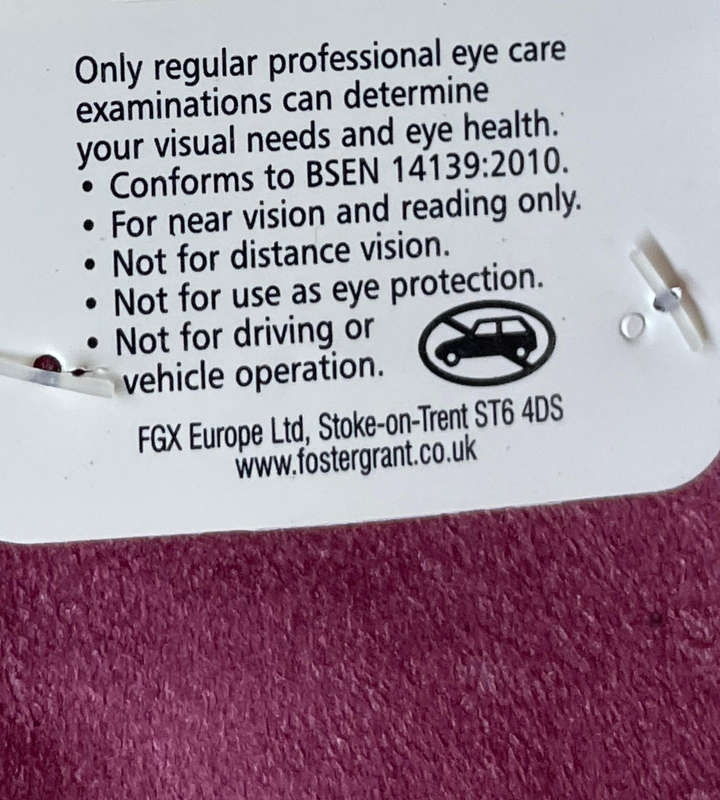 Only regular professional eye care
examinations can determine
your visual needs and eye health.
• Conforms to BSEN 14139:2010.
• For near vision and reading only.
• Not for distance vision.
• Not for use as eye protection.
• Not for driving or
vehicle operation.
FGX Europe Ltd, Stoke-on-Trent ST6 4DS
www.fostergrant.co.uk